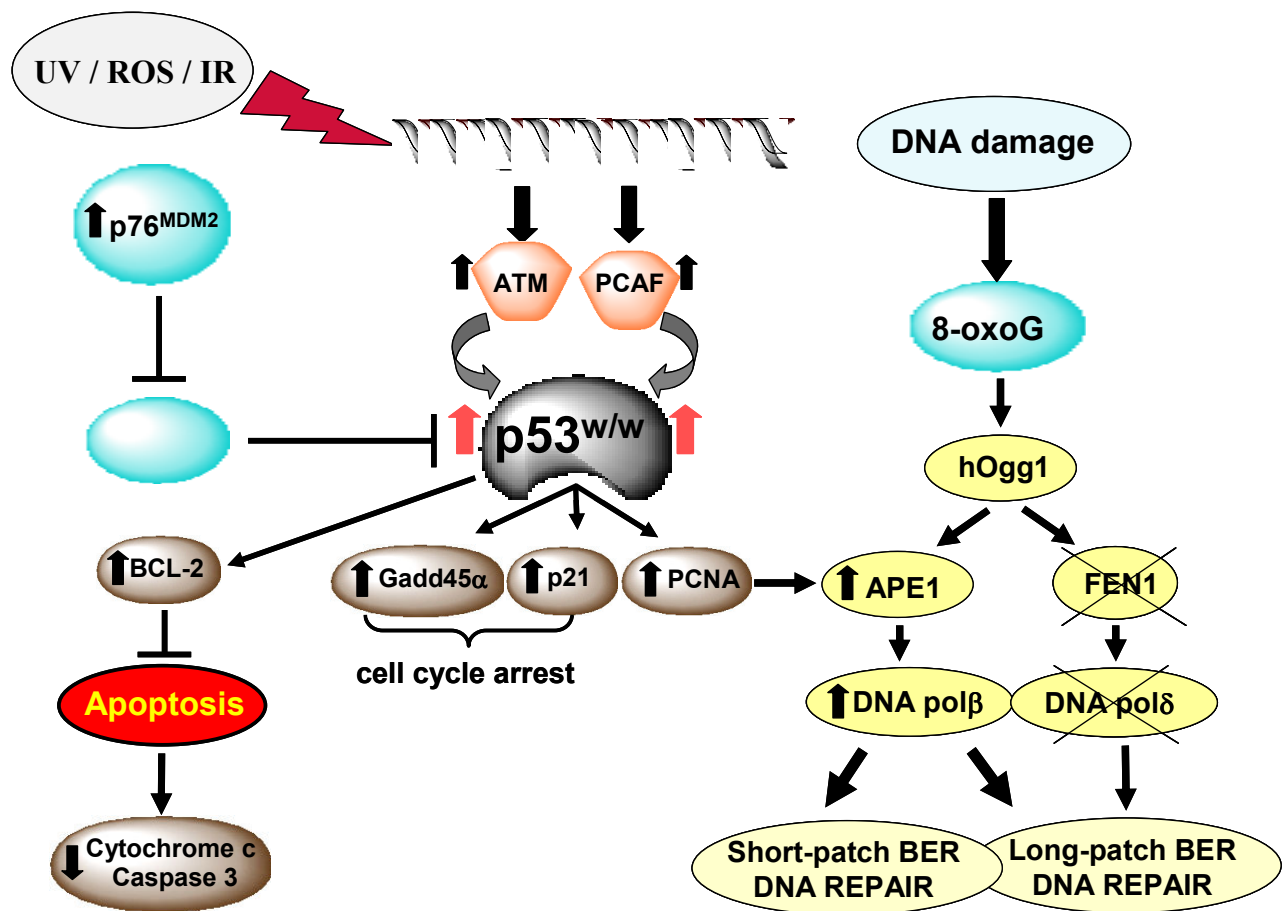 UV / ROS / IR
DNA damage
p76MDM2
ATM
PCAF
8-oxoG
p53w/w
hOgg1
BCL-2
Gadd45α
p21
PCNA
APE1
FEN1
cell cycle arrest
Apoptosis
DNA polβ
DNA polδ
Cytochrome c
Caspase 3
Short-patch BER
DNA REPAIR
Long-patch BER
DNA REPAIR